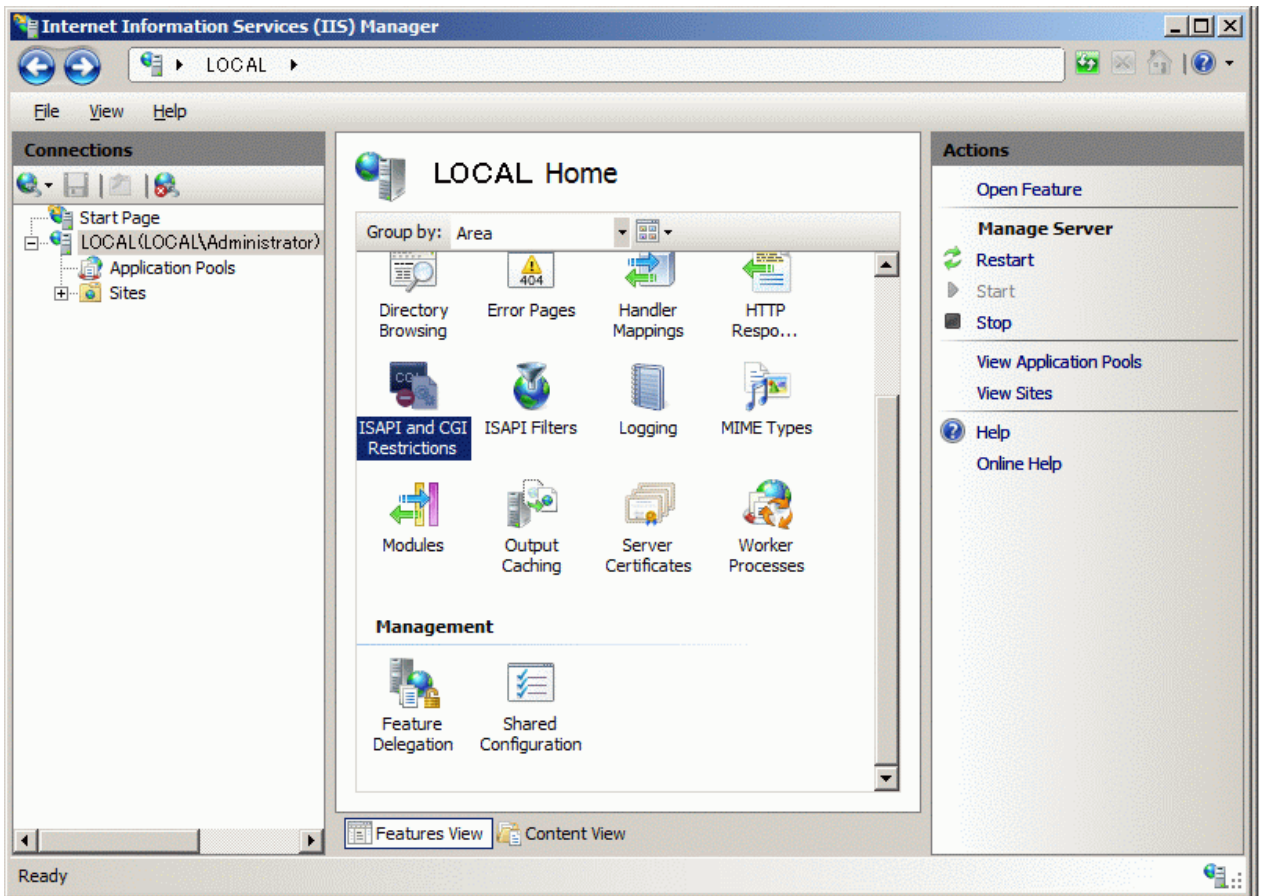 Internet Information Services (IIS) Manager
LOCAL
File View Help
Connections
Start Page
LOCAL(LOCAL\Administrator)
Application Pools
Sites
LOCAL Home
Group by: Area
Directory Browsing
404
Error Pages
Handler Mappings
HTTP Respo...
CGI
ISAPI and CGI Restrictions
ISAPI Filters
Logging
MIME Types
Modules
Output Caching
Server Certificates
Worker Processes
Management
Feature Delegation
Shared Configuration
Features View
Content View
Actions
Open Feature
Manage Server
Restart
Start
Stop
View Application Pools
View Sites
Help
Online Help
Ready